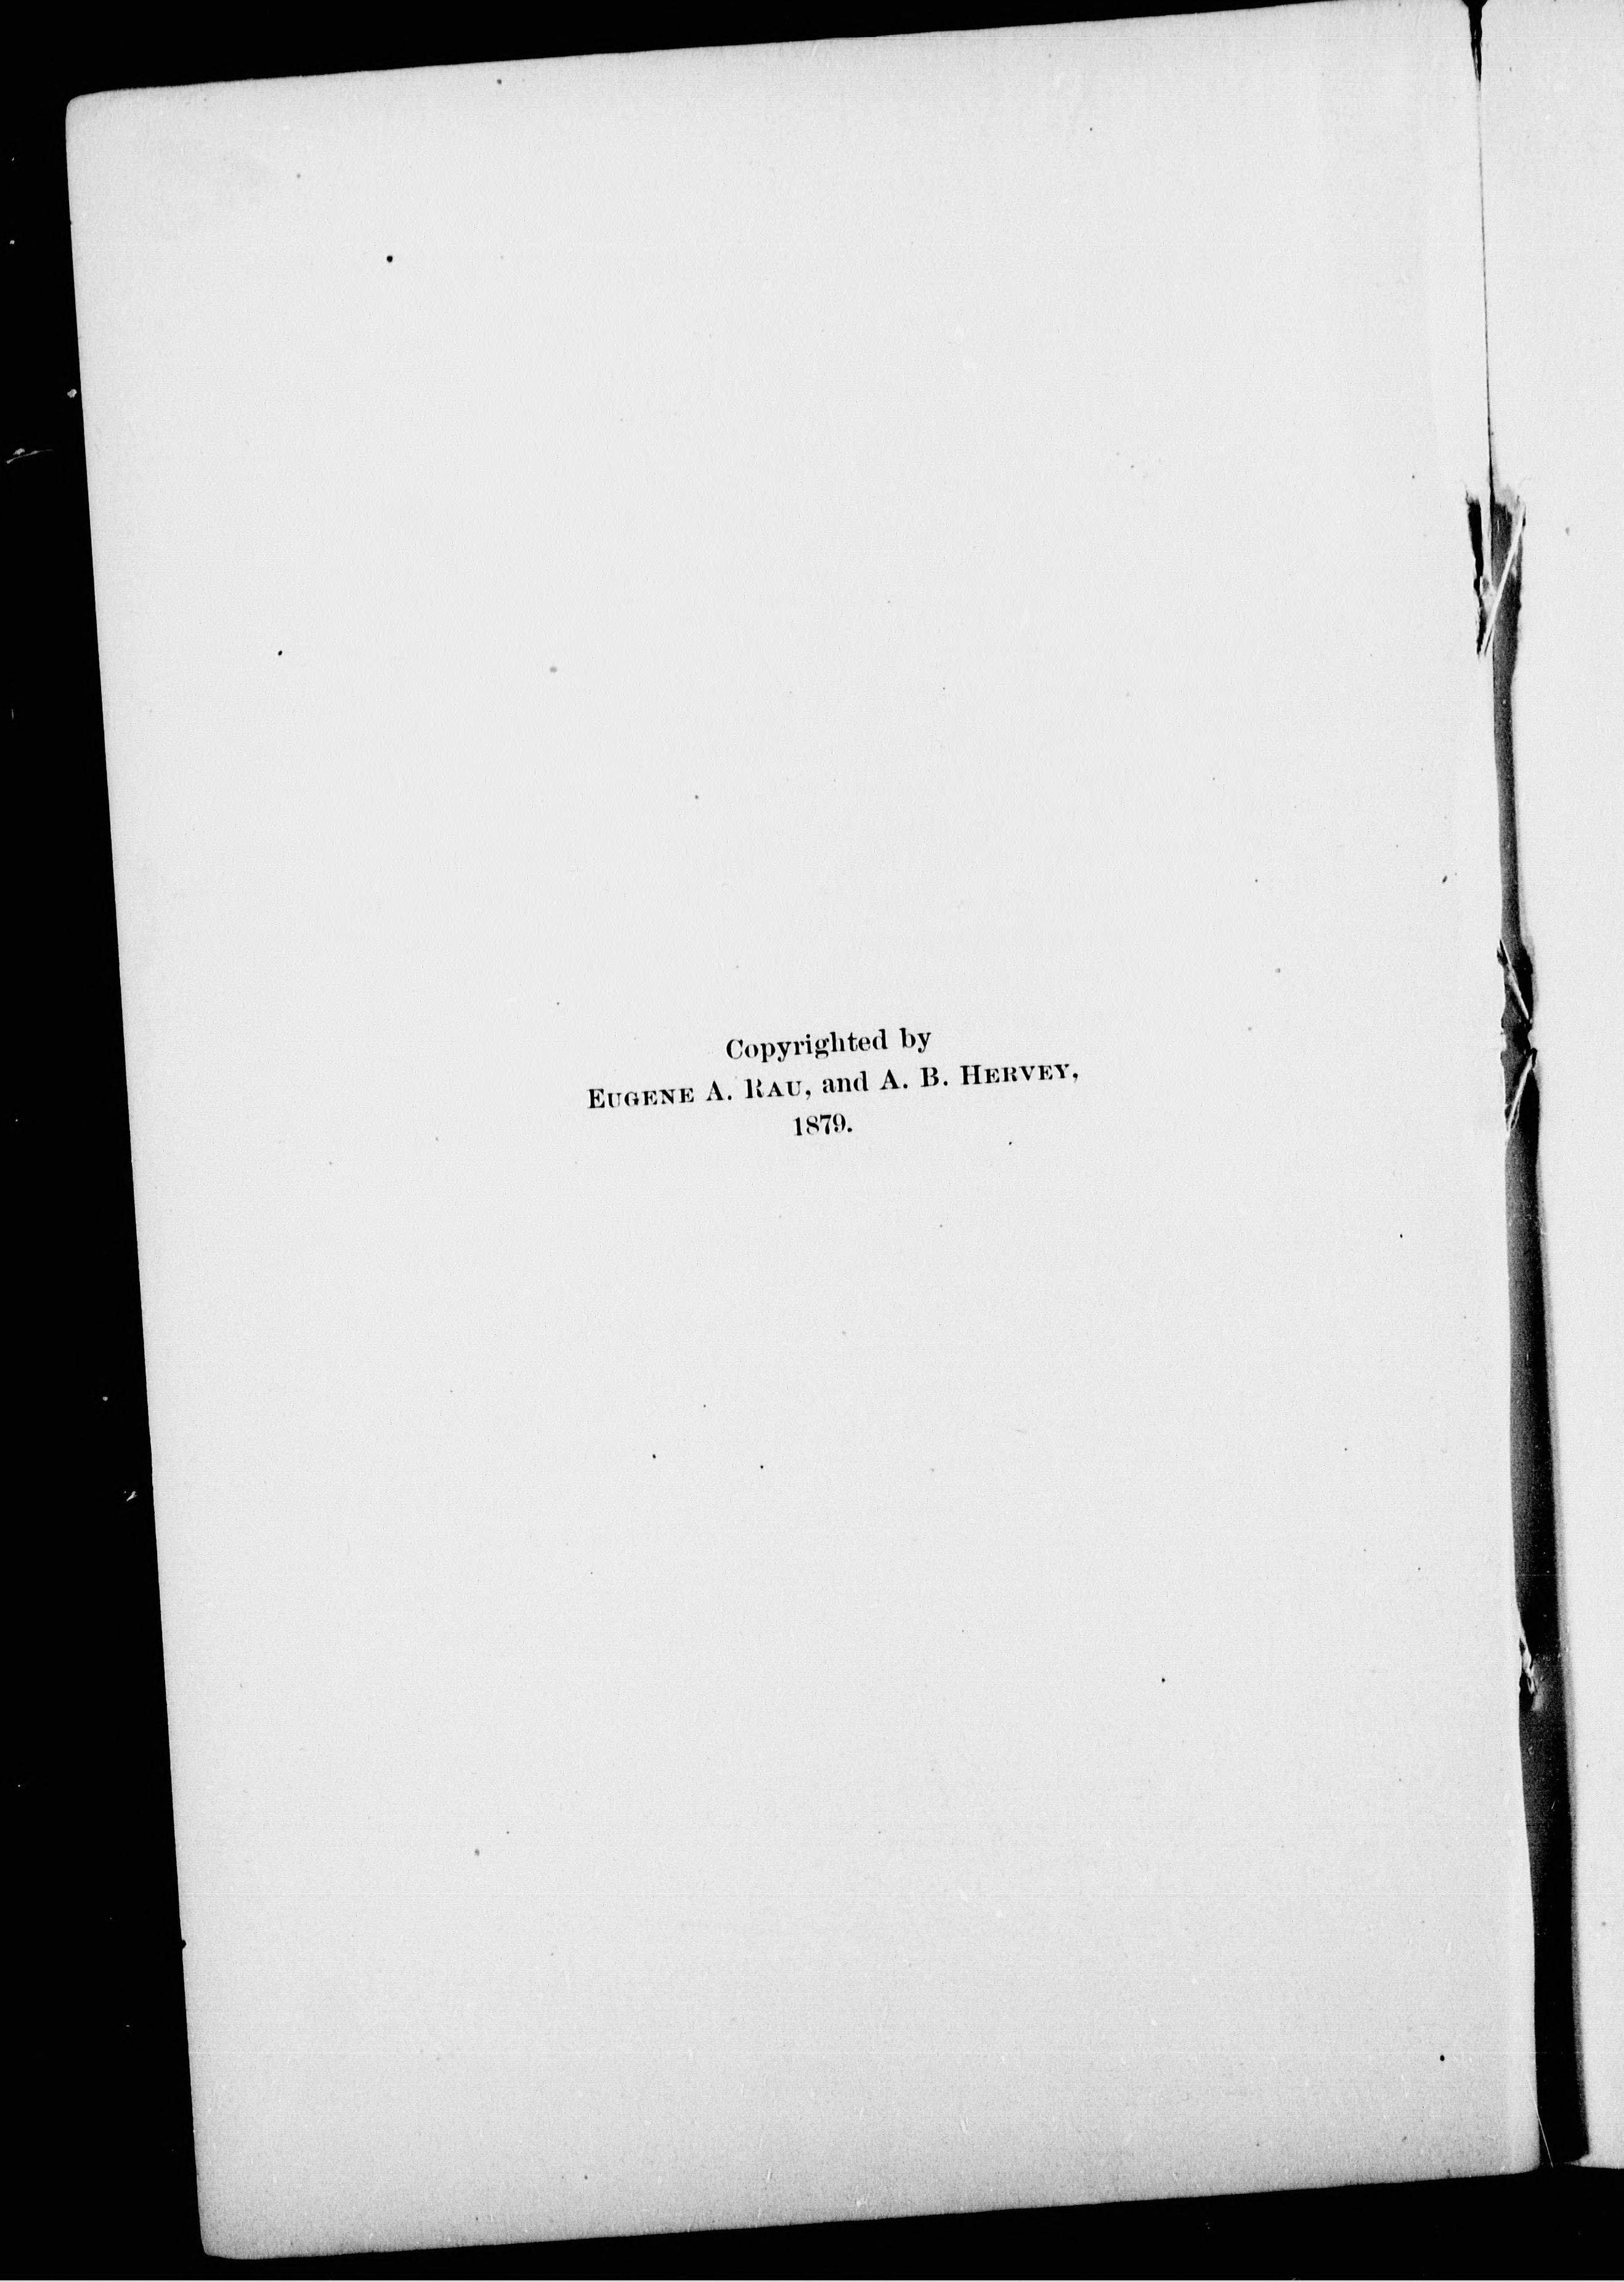 Copyrighted by
EUGENE A. RAU, and A. B. HERVEY,
1879.